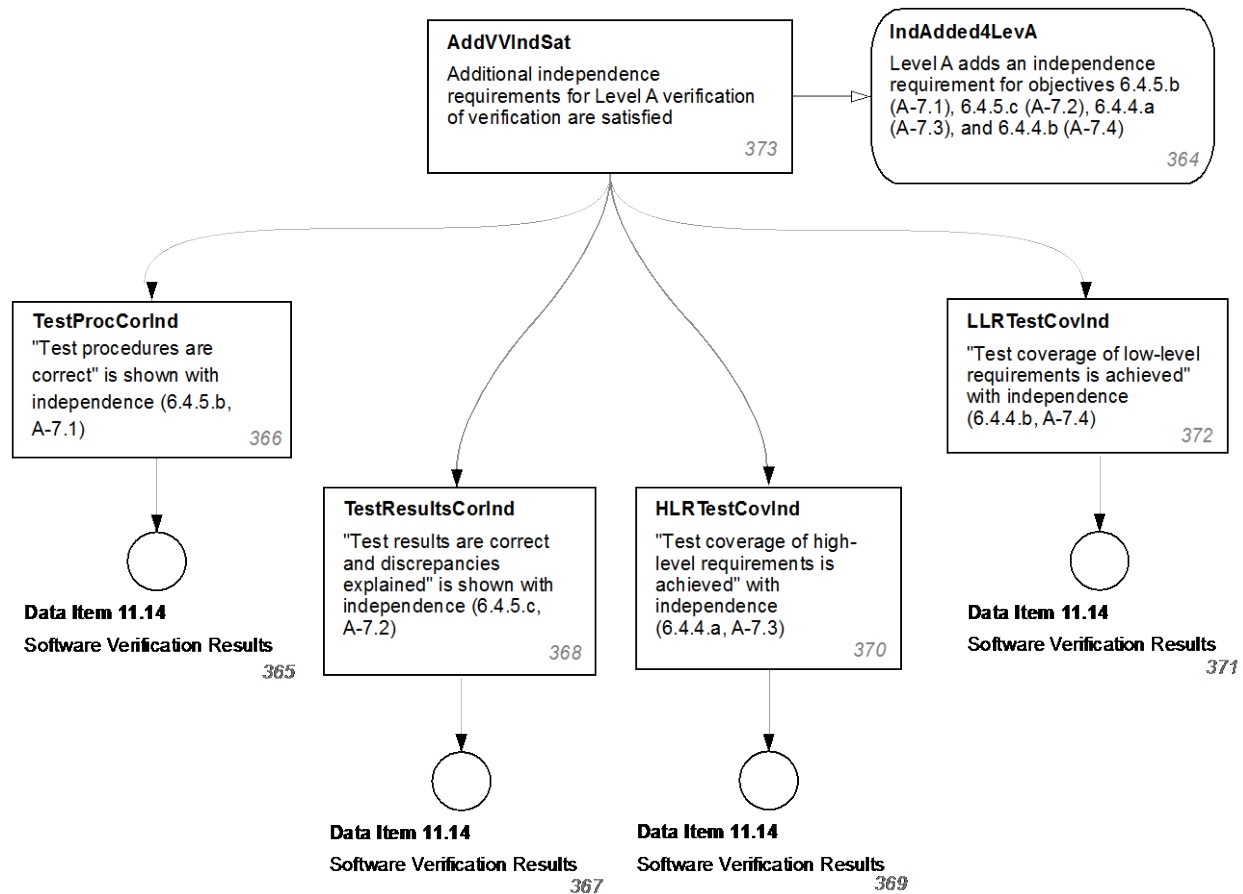 AddVVIndSat
Additional independence
requirements for Level A verification
of verification are satisfied
373
IndAdded4LevA
Level A adds an independence
requirement for objectives 6.4.5.b
(A-7.1), 6.4.5.c (A-7.2), 6.4.4.a
(A-7.3), and 6.4.4.b (A-7.4)
364
TestProcCorInd
"Test procedures are
correct" is shown with
independence (6.4.5.b,
A-7.1)
366
Data Item 11.14
Software Verification Results
365
TestResultsCorInd
"Test results are correct
and discrepancies
explained" is shown with
independence (6.4.5.c,
A-7.2)
368
Data Item 11.14
Software Verification Results
367
HLRTestCovInd
"Test coverage of high-
level requirements is
achieved" with
independence
(6.4.4.a, A-7.3)
370
Data Item 11.14
Software Verification Results
369
LLRTestCovInd
"Test coverage of low-level
requirements is achieved"
with independence
(6.4.4.b, A-7.4)
372
Data Item 11.14
Software Verification Results
371